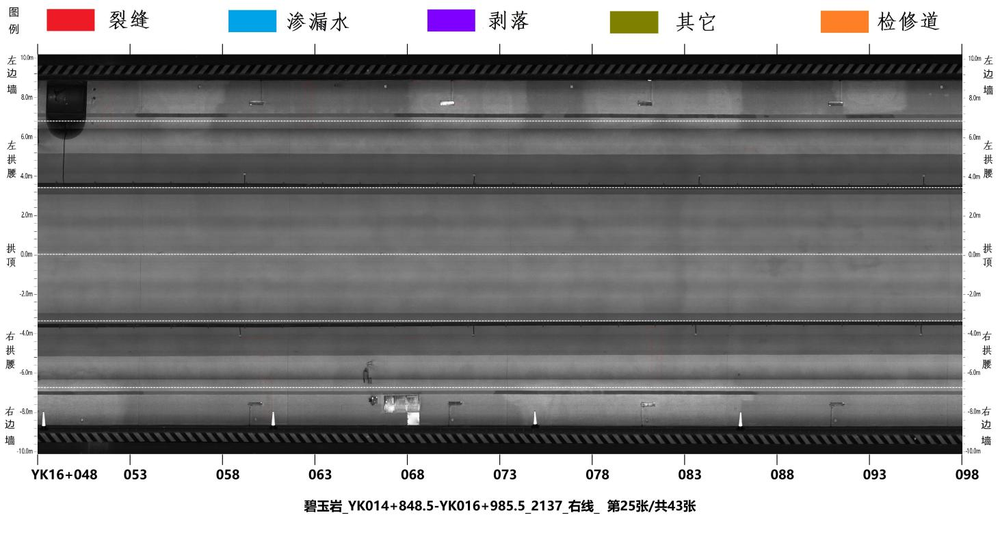 图例 裂缝 渗漏水 剥落 其它 检修道
10.0m 10.0m
左边墙 左边墙
8.0m 8.0m
6.0m 6.0m
左拱腰 左拱腰
4.0m 4.0m
2.0m 2.0m
拱顶 拱顶
0.0m 0.0m
-2.0m -2.0m
-4.0m -4.0m
右拱腰 右拱腰
-6.0m -6.0m
-8.0m -8.0m
右边墙 右边墙
-10.0m -10.0m
YK16+048 053 058 063 068 073 078 083 088 093 098
碧玉岩_YK014+848.5-YK016+985.5_2137_右线_ 第25张/共43张